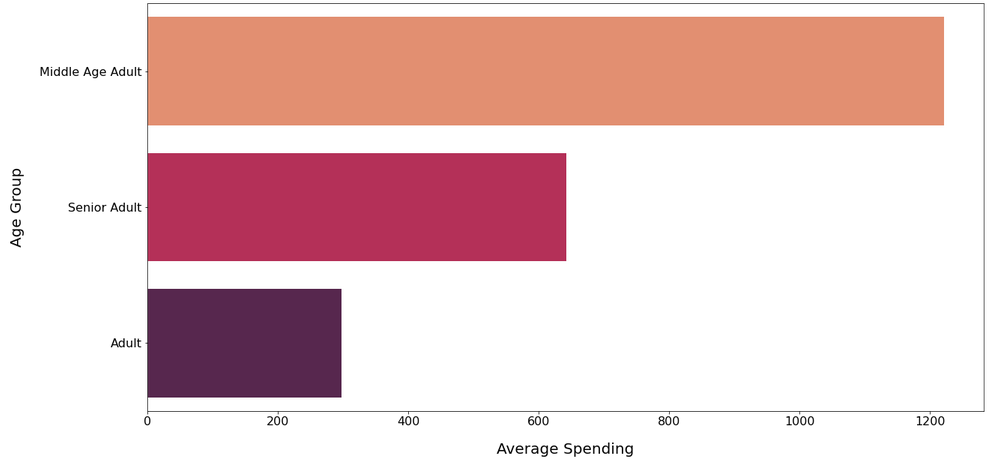 Middle Age Adult
Senior Adult
Adult
Age Group
0 200 400 600 800 1000 1200
Average Spending